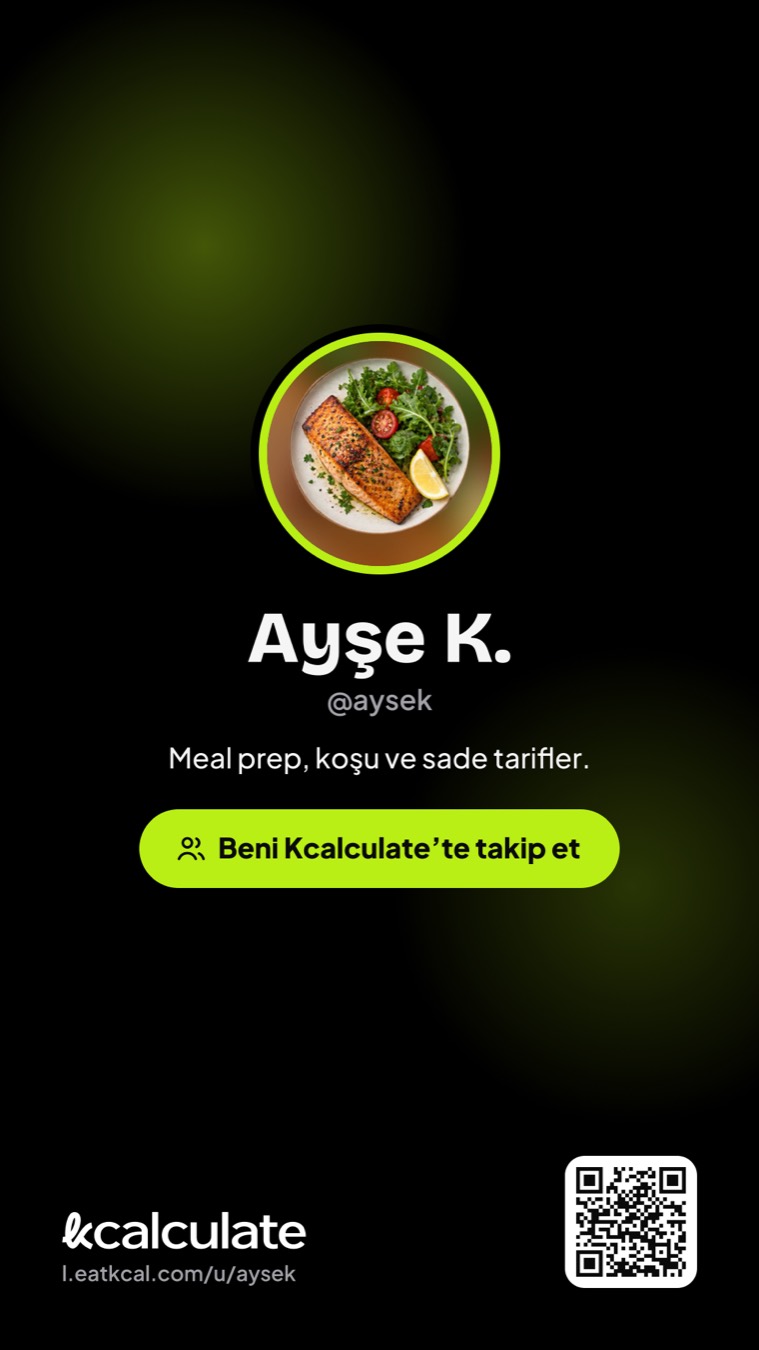 Ayşe K.
@aysek
Meal prep, koşu ve sade tarifler.
Beni Kcalculate’te takip et
kcalculate
l.eatkcal.com/u/aysek